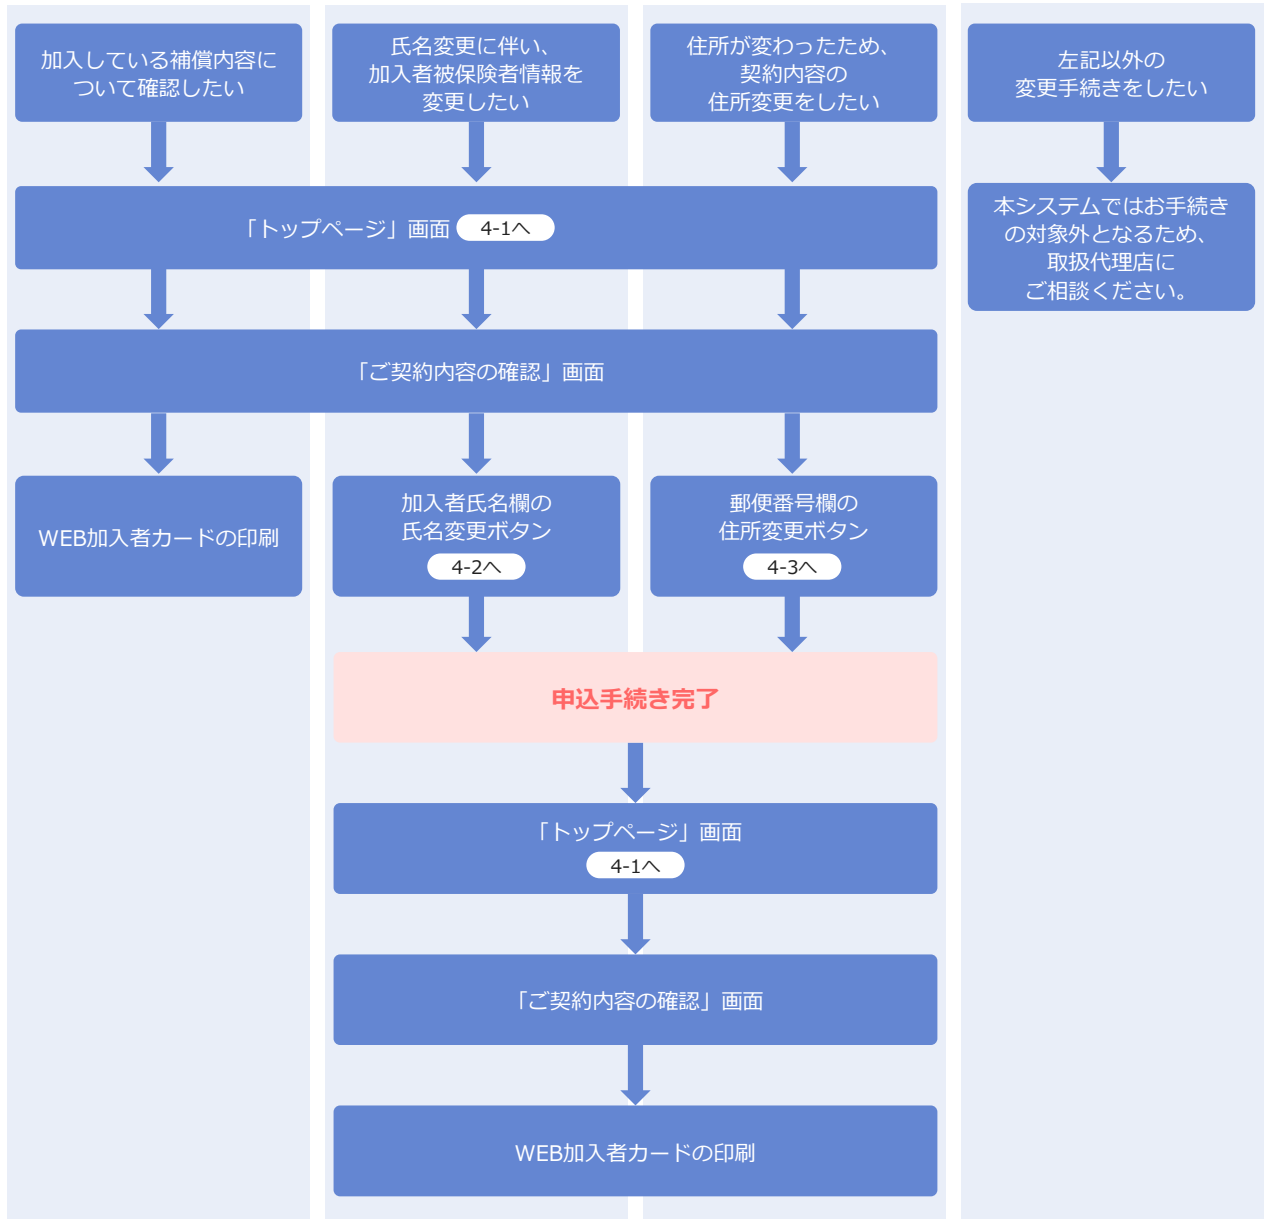 加入している補償内容に
ついて確認したい
氏名変更に伴い、
加入者被保険者情報を
変更したい
住所が変わったため、
契約内容の
住所変更をしたい
左記以外の
変更手続きをしたい
「トップページ」画面 4-1へ
本システムではお手続き
の対象外となるため、
取扱代理店に
ご相談ください。
「ご契約内容の確認」画面
WEB加入者カードの印刷
加入者氏名欄の
氏名変更ボタン
4-2へ
郵便番号欄の
住所変更ボタン
4-3へ
申込手続き完了
「トップページ」画面
4-1へ
「ご契約内容の確認」画面
WEB加入者カードの印刷